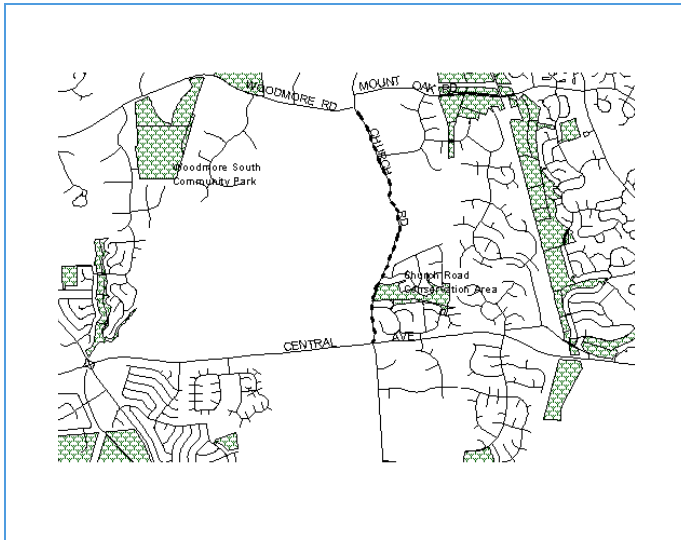 WOODMORE RD
MOUNT OAK RD
CHURCH RD
Woodmore South
Community Park
Church Road
Conservation Area
CENTRAL AVE